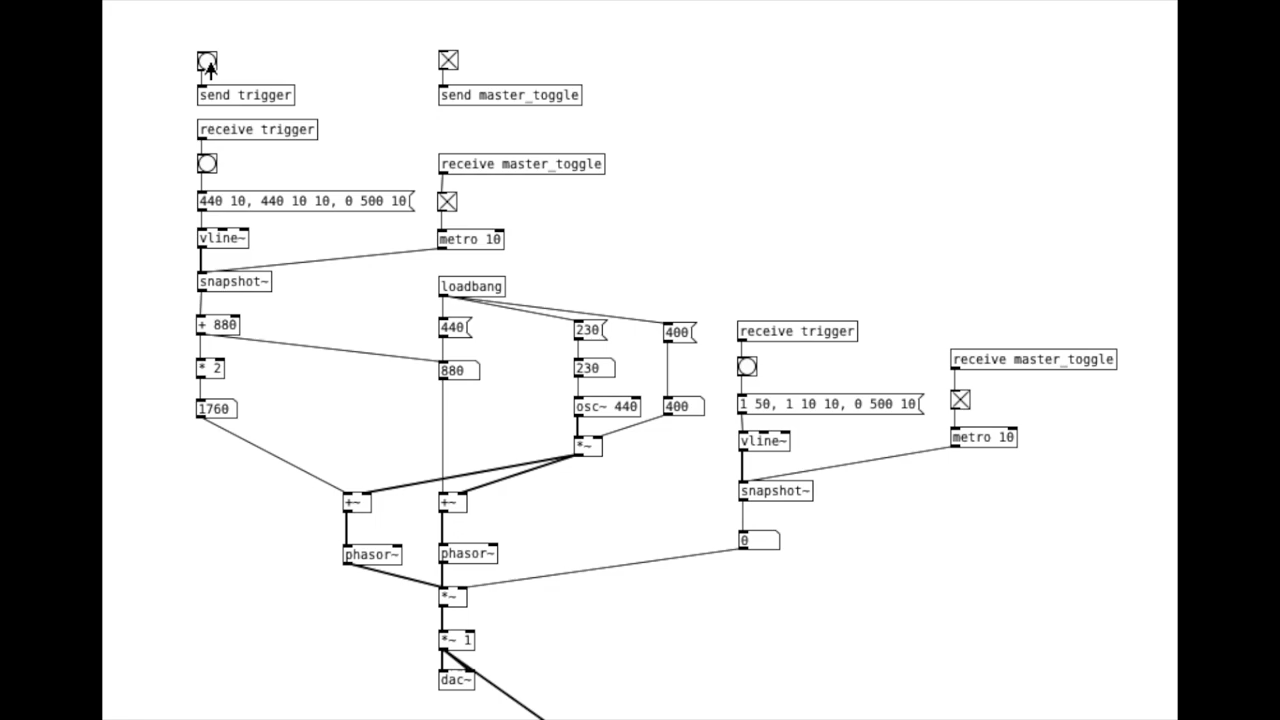 send trigger
send master_toggle
receive trigger
receive master_toggle
440 10, 440 10 10, 0 500 10
vline~
metro 10
snapshot~
loadbang
+ 880
440
230
400
receive trigger
receive master_toggle
* 2
880
230
1760
osc~ 440
400
1 50, 1 10 10, 0 500 10
*~
vline~
metro 10
+~
+~
snapshot~
phasor~
phasor~
0
*~
*~ 1
dac~